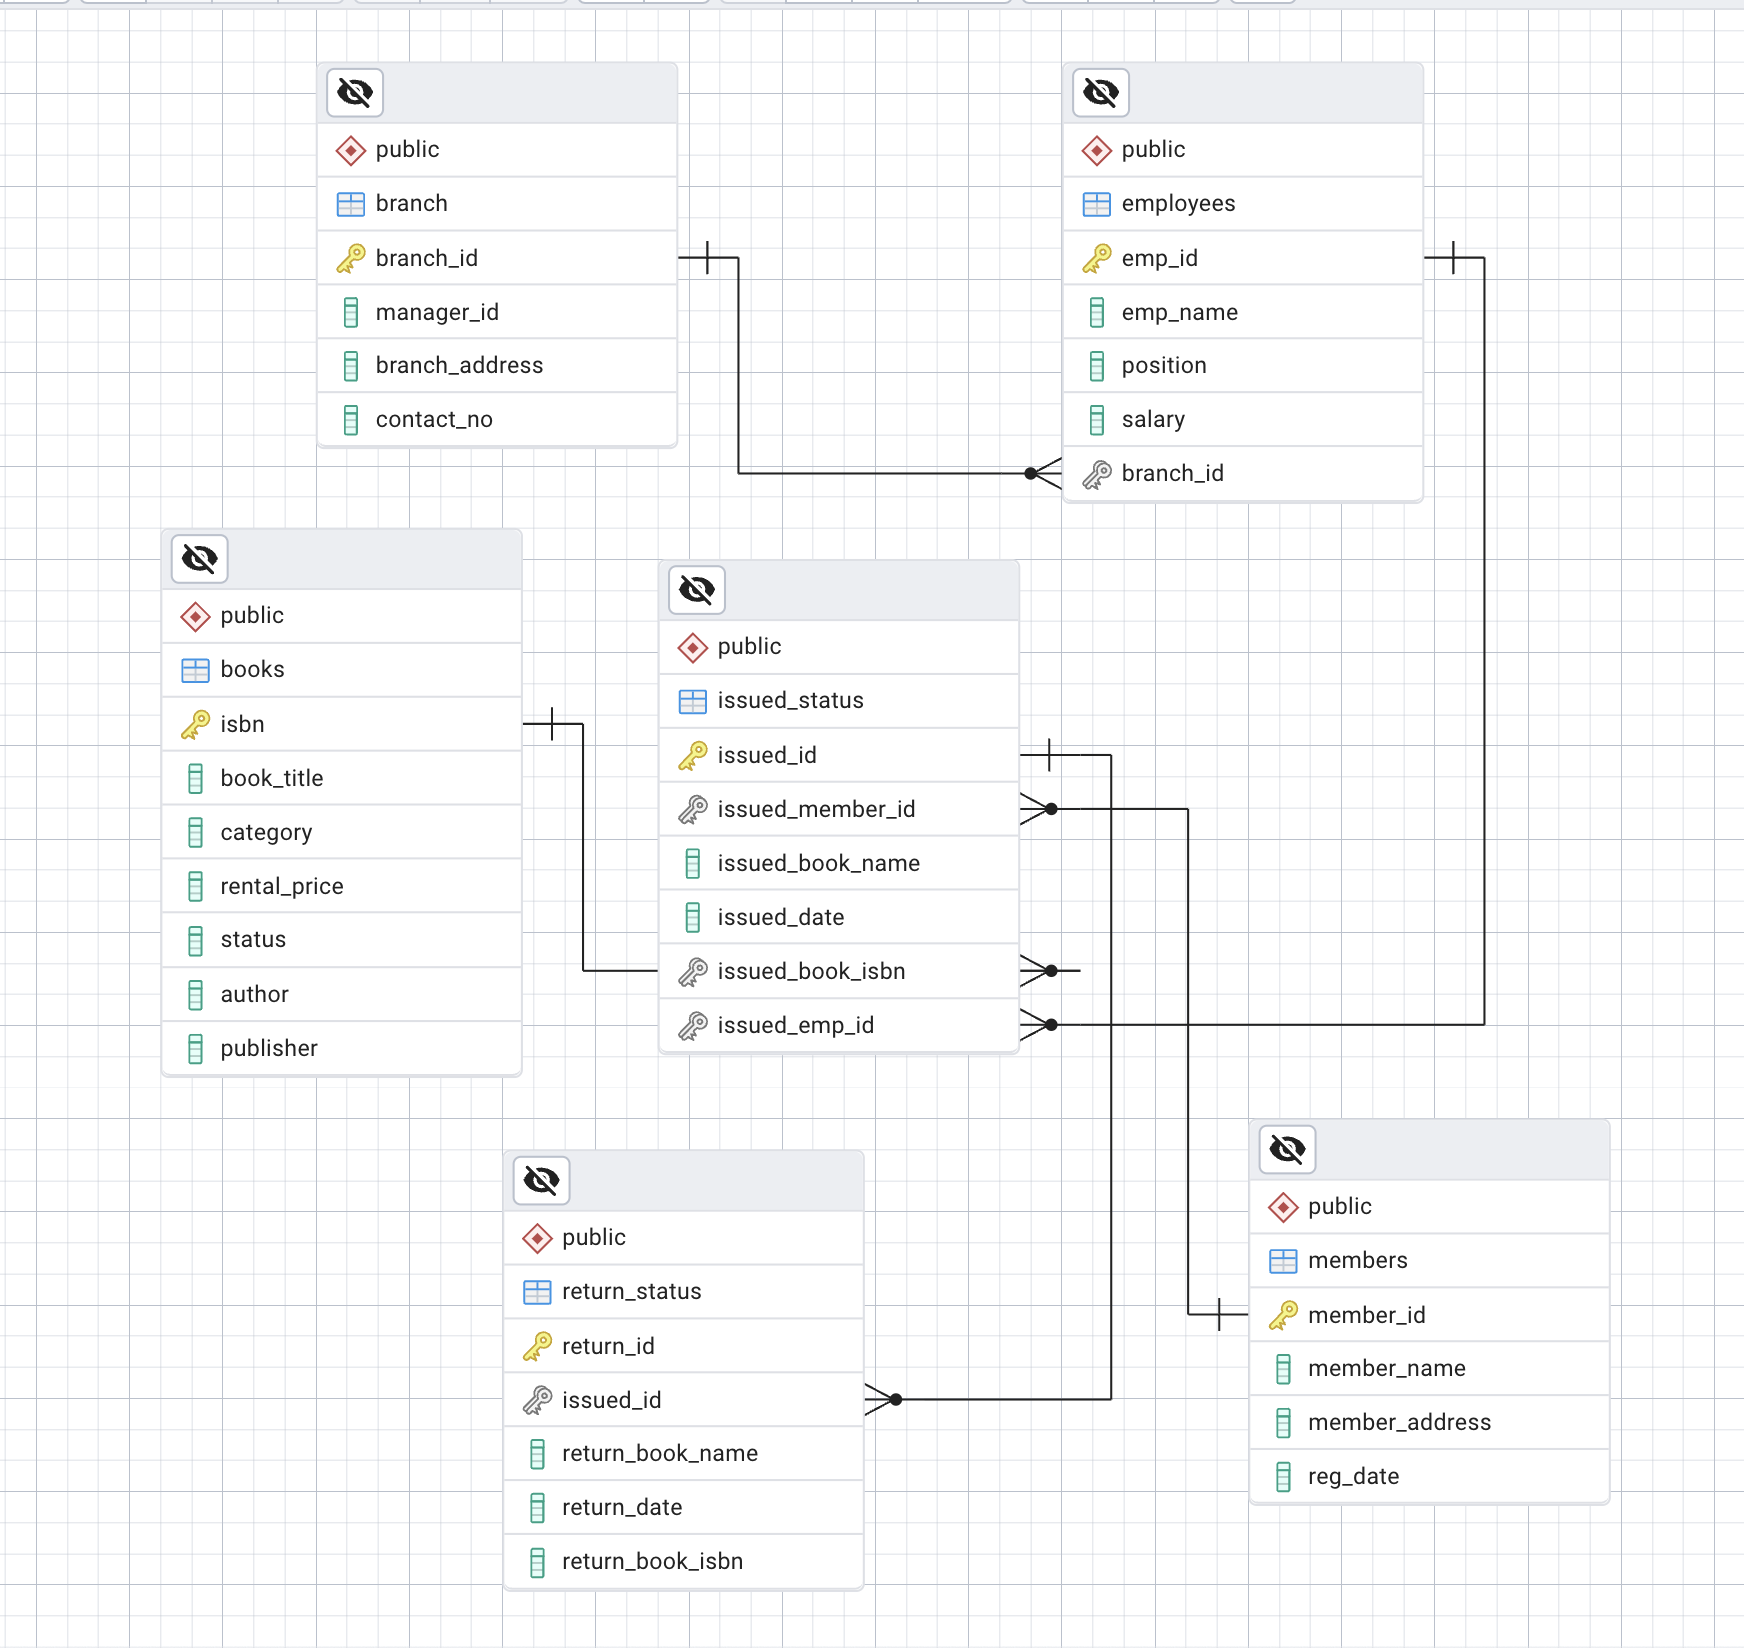 public
branch
branch_id
manager_id
branch_address
contact_no
public
employees
emp_id
emp_name
position
salary
branch_id
public
books
isbn
book_title
category
rental_price
status
author
publisher
public
issued_status
issued_id
issued_member_id
issued_book_name
issued_date
issued_book_isbn
issued_emp_id
public
return_status
return_id
issued_id
return_book_name
return_date
return_book_isbn
public
members
member_id
member_name
member_address
reg_date